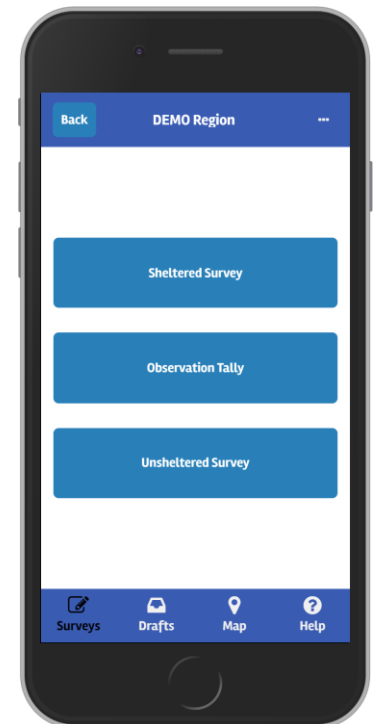 Back DEMO Region ...
Sheltered Survey
Observation Tally
Unsheltered Survey
Surveys Drafts Map Help